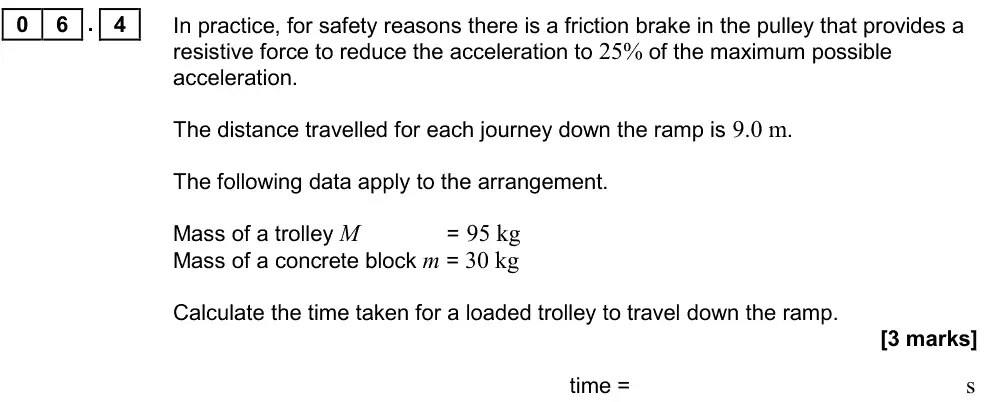 0 6 . 4 In practice, for safety reasons there is a friction brake in the pulley that provides a
resistive force to reduce the acceleration to 25% of the maximum possible
acceleration.
The distance travelled for each journey down the ramp is 9.0 m.
The following data apply to the arrangement.
Mass of a trolley M = 95 kg
Mass of a concrete block m = 30 kg
Calculate the time taken for a loaded trolley to travel down the ramp.
[3 marks]
time = s